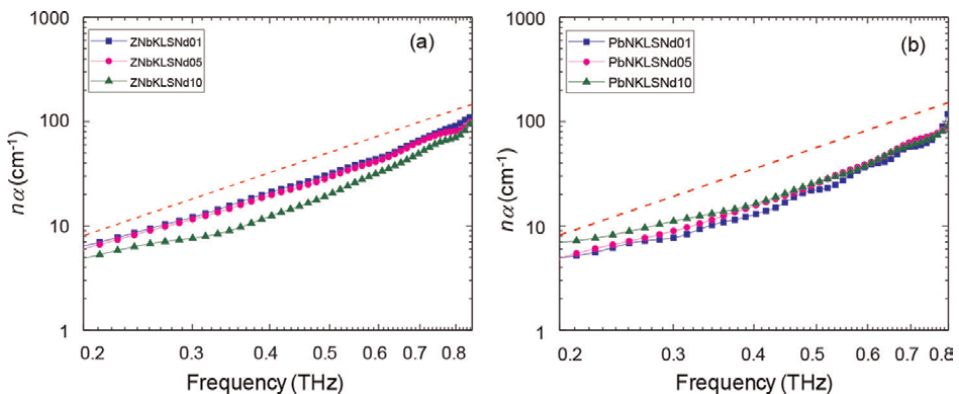 1000
100
10
1
nα (cm⁻¹)
(a)
ZNbKLSNd01
ZNbKLSNd05
ZNbKLSNd10
0.2 0.3 0.4 0.5 0.6 0.7 0.8
Frequency (THz)
1000
100
10
1
nα (cm⁻¹)
(b)
PbNKLSNd01
PbNKLSNd05
PbNKLSNd10
0.2 0.3 0.4 0.5 0.6 0.7 0.8
Frequency (THz)